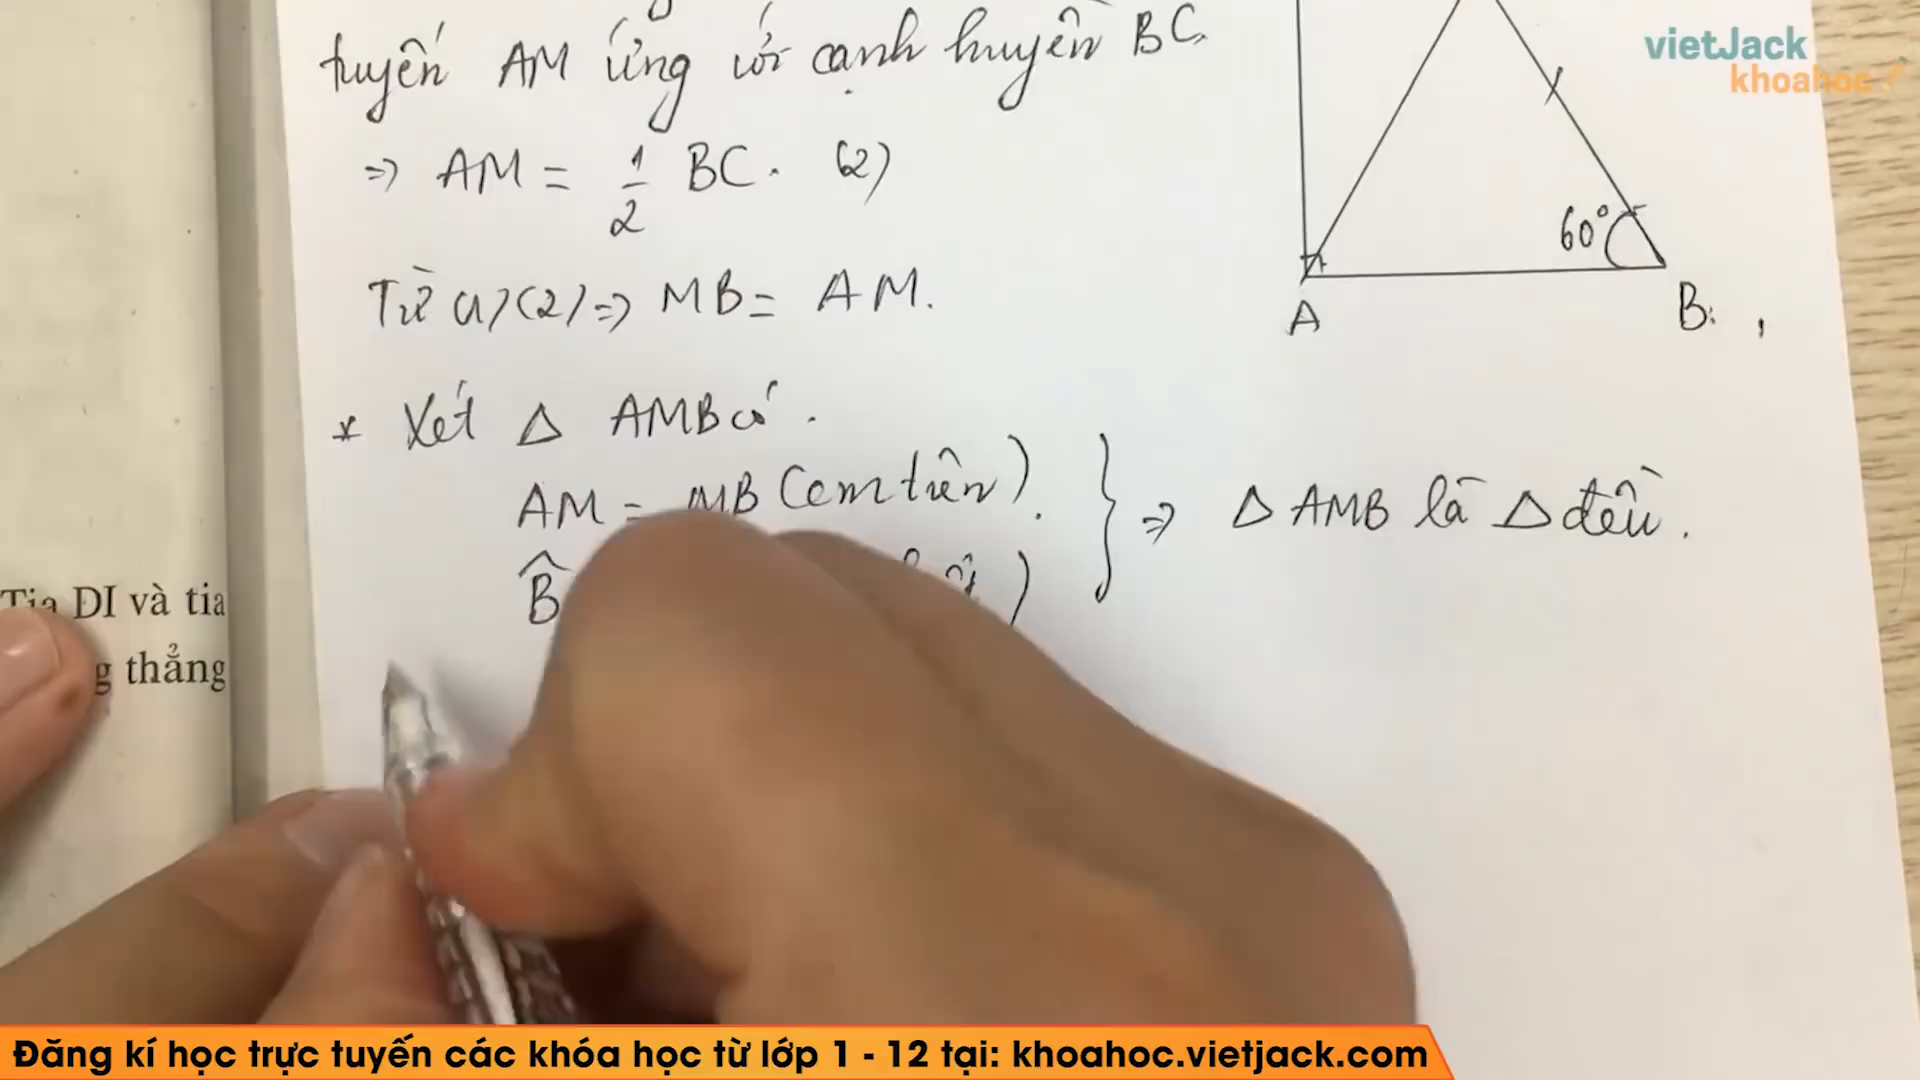 vietJack
khoahoc
tuyến AM ứng với cạnh huyền BC.
=> AM = 1/2 BC. (2)
Từ (1)(2) => MB = AM.
60°
A
B
* Xét Δ AMB có.
AM = MB (cm trên).
B̂
} => Δ AMB là Δ đều.
Tia DI và tia
g thẳng
Đăng kí học trực tuyến các khóa học từ lớp 1 - 12 tại: khoahoc.vietjack.com